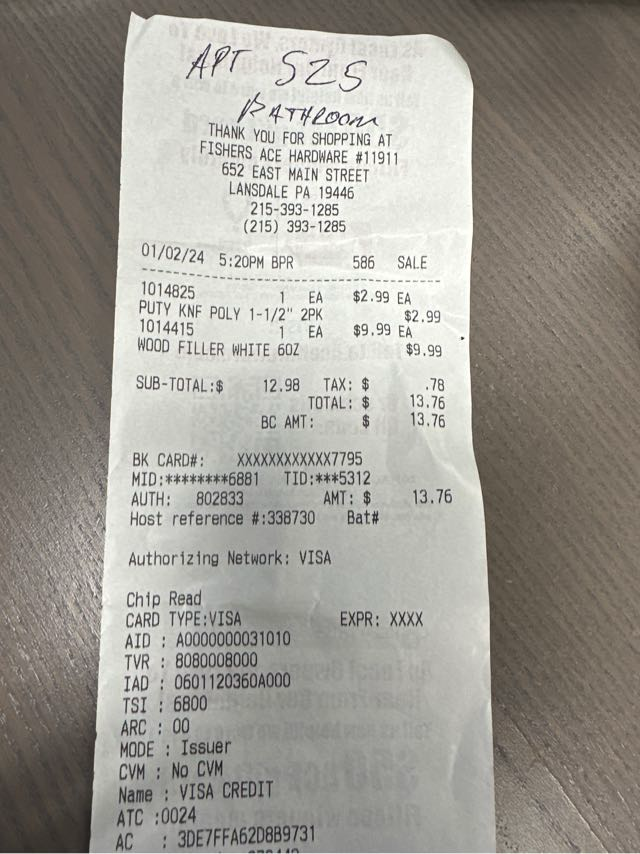 APT 525
BATHROOM
THANK YOU FOR SHOPPING AT
FISHERS ACE HARDWARE #11911
652 EAST MAIN STREET
LANSDALE PA 19446
215-393-1285
(215) 393-1285
01/02/24 5:20PM BPR 586 SALE
1014825 1 EA $2.99 EA
PUTY KNF POLY 1-1/2" 2PK $2.99
1014415 1 EA $9.99 EA
WOOD FILLER WHITE 6OZ $9.99
SUB-TOTAL:$ 12.98 TAX: $ .78
TOTAL: $ 13.76
BC AMT: $ 13.76
BK CARD#: XXXXXXXXXXXX7795
MID:********6881 TID:***5312
AUTH: 802833 AMT: $ 13.76
Host reference #:338730 Bat#
Authorizing Network: VISA
Chip Read
CARD TYPE:VISA EXPR: XXXX
AID : A0000000031010
TVR : 8080008000
IAD : 0601120360A000
TSI : 6800
ARC : 00
MODE : Issuer
CVM : No CVM
Name : VISA CREDIT
ATC :0024
AC : 3DE7FFA62D8B9731